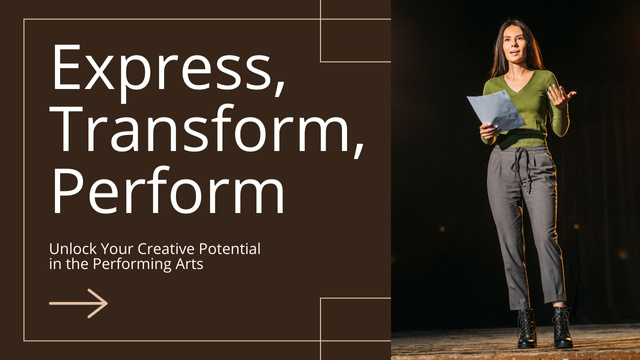 Express,
Transform,
Perform
Unlock Your Creative Potential
in the Performing Arts